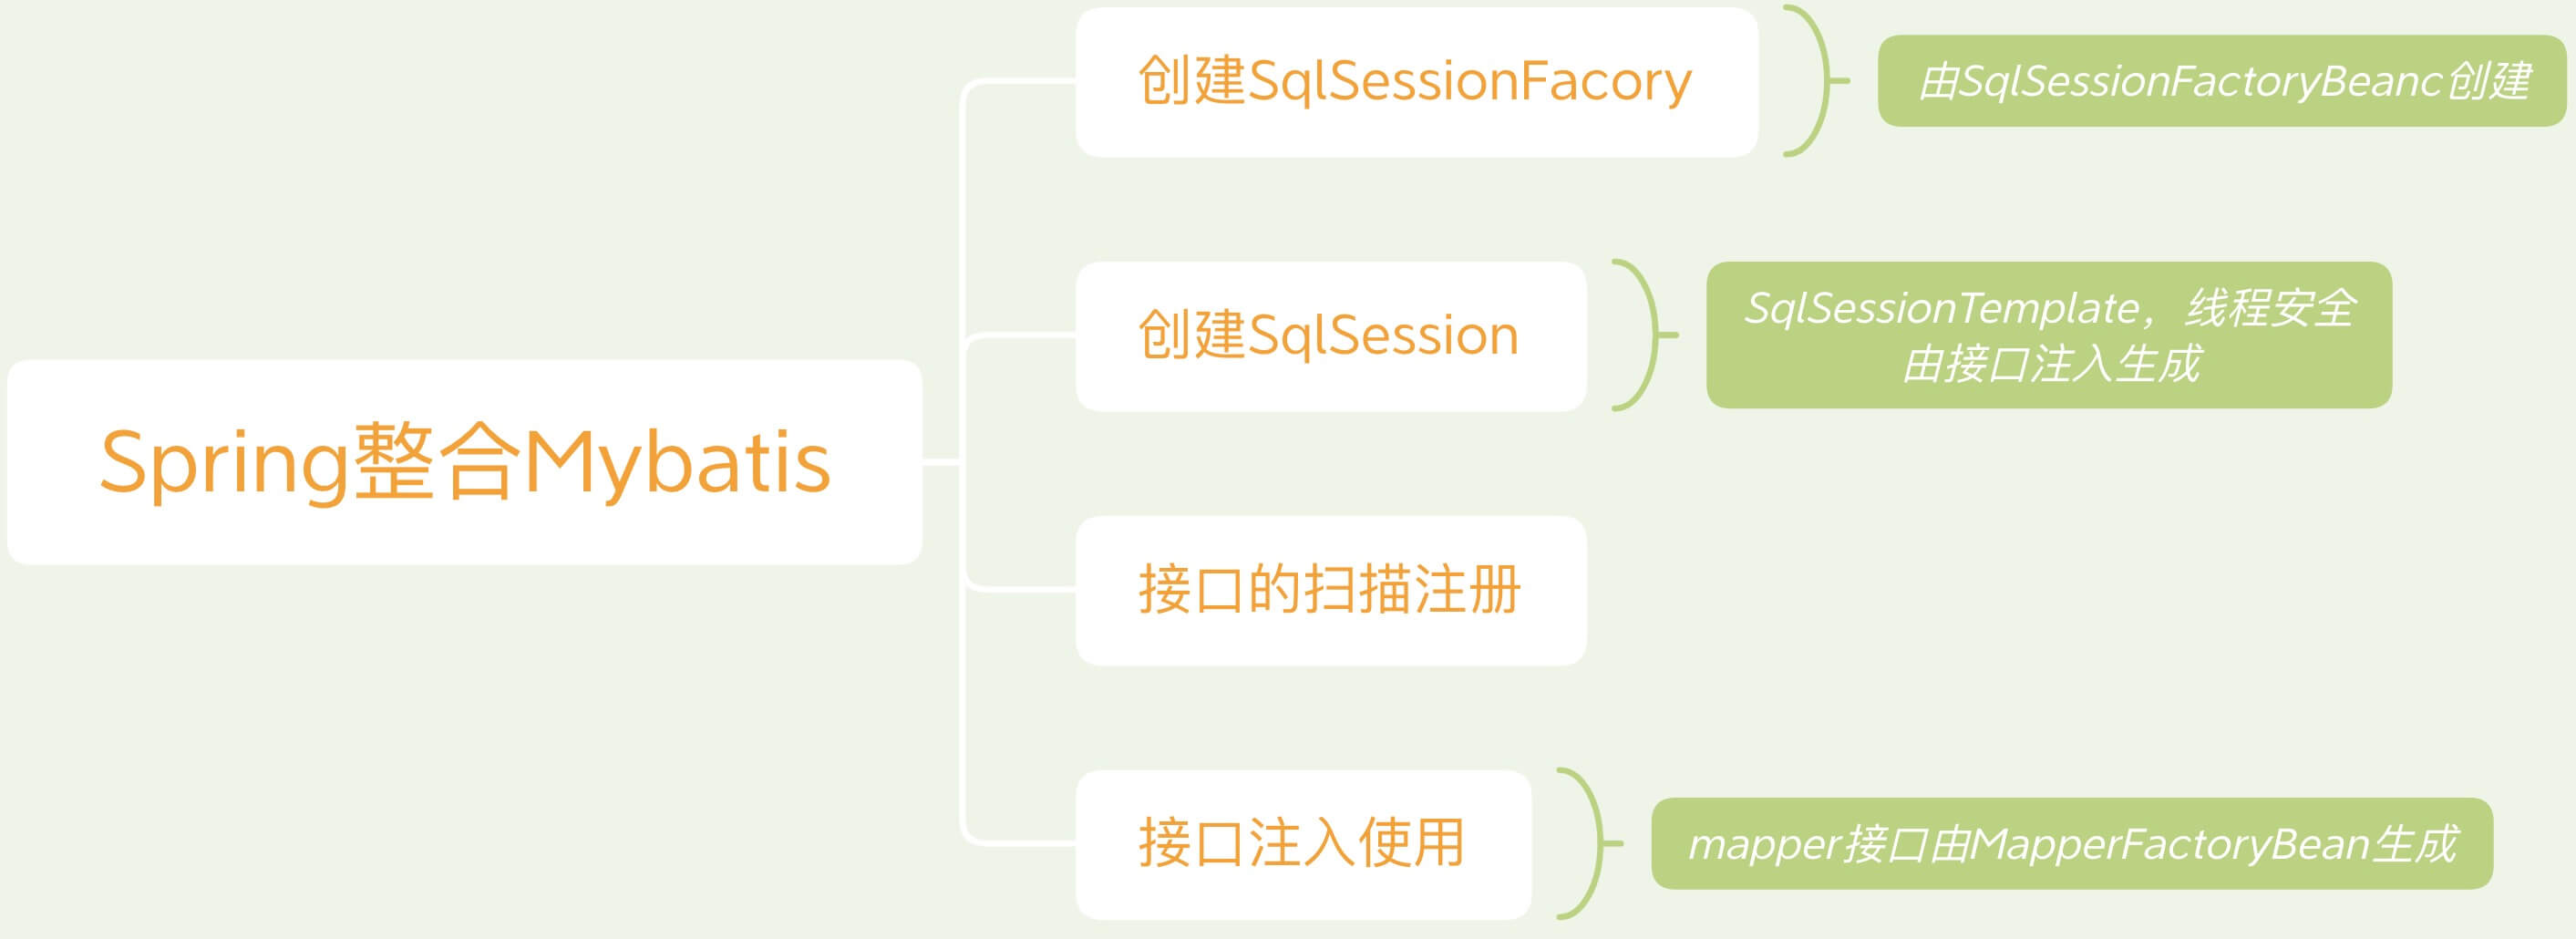 Spring整合Mybatis
创建SqlSessionFacory
由SqlSessionFactoryBeanc创建
创建SqlSession
SqlSessionTemplate，线程安全
由接口注入生成
接口的扫描注册
接口注入使用
mapper接口由MapperFactoryBean生成